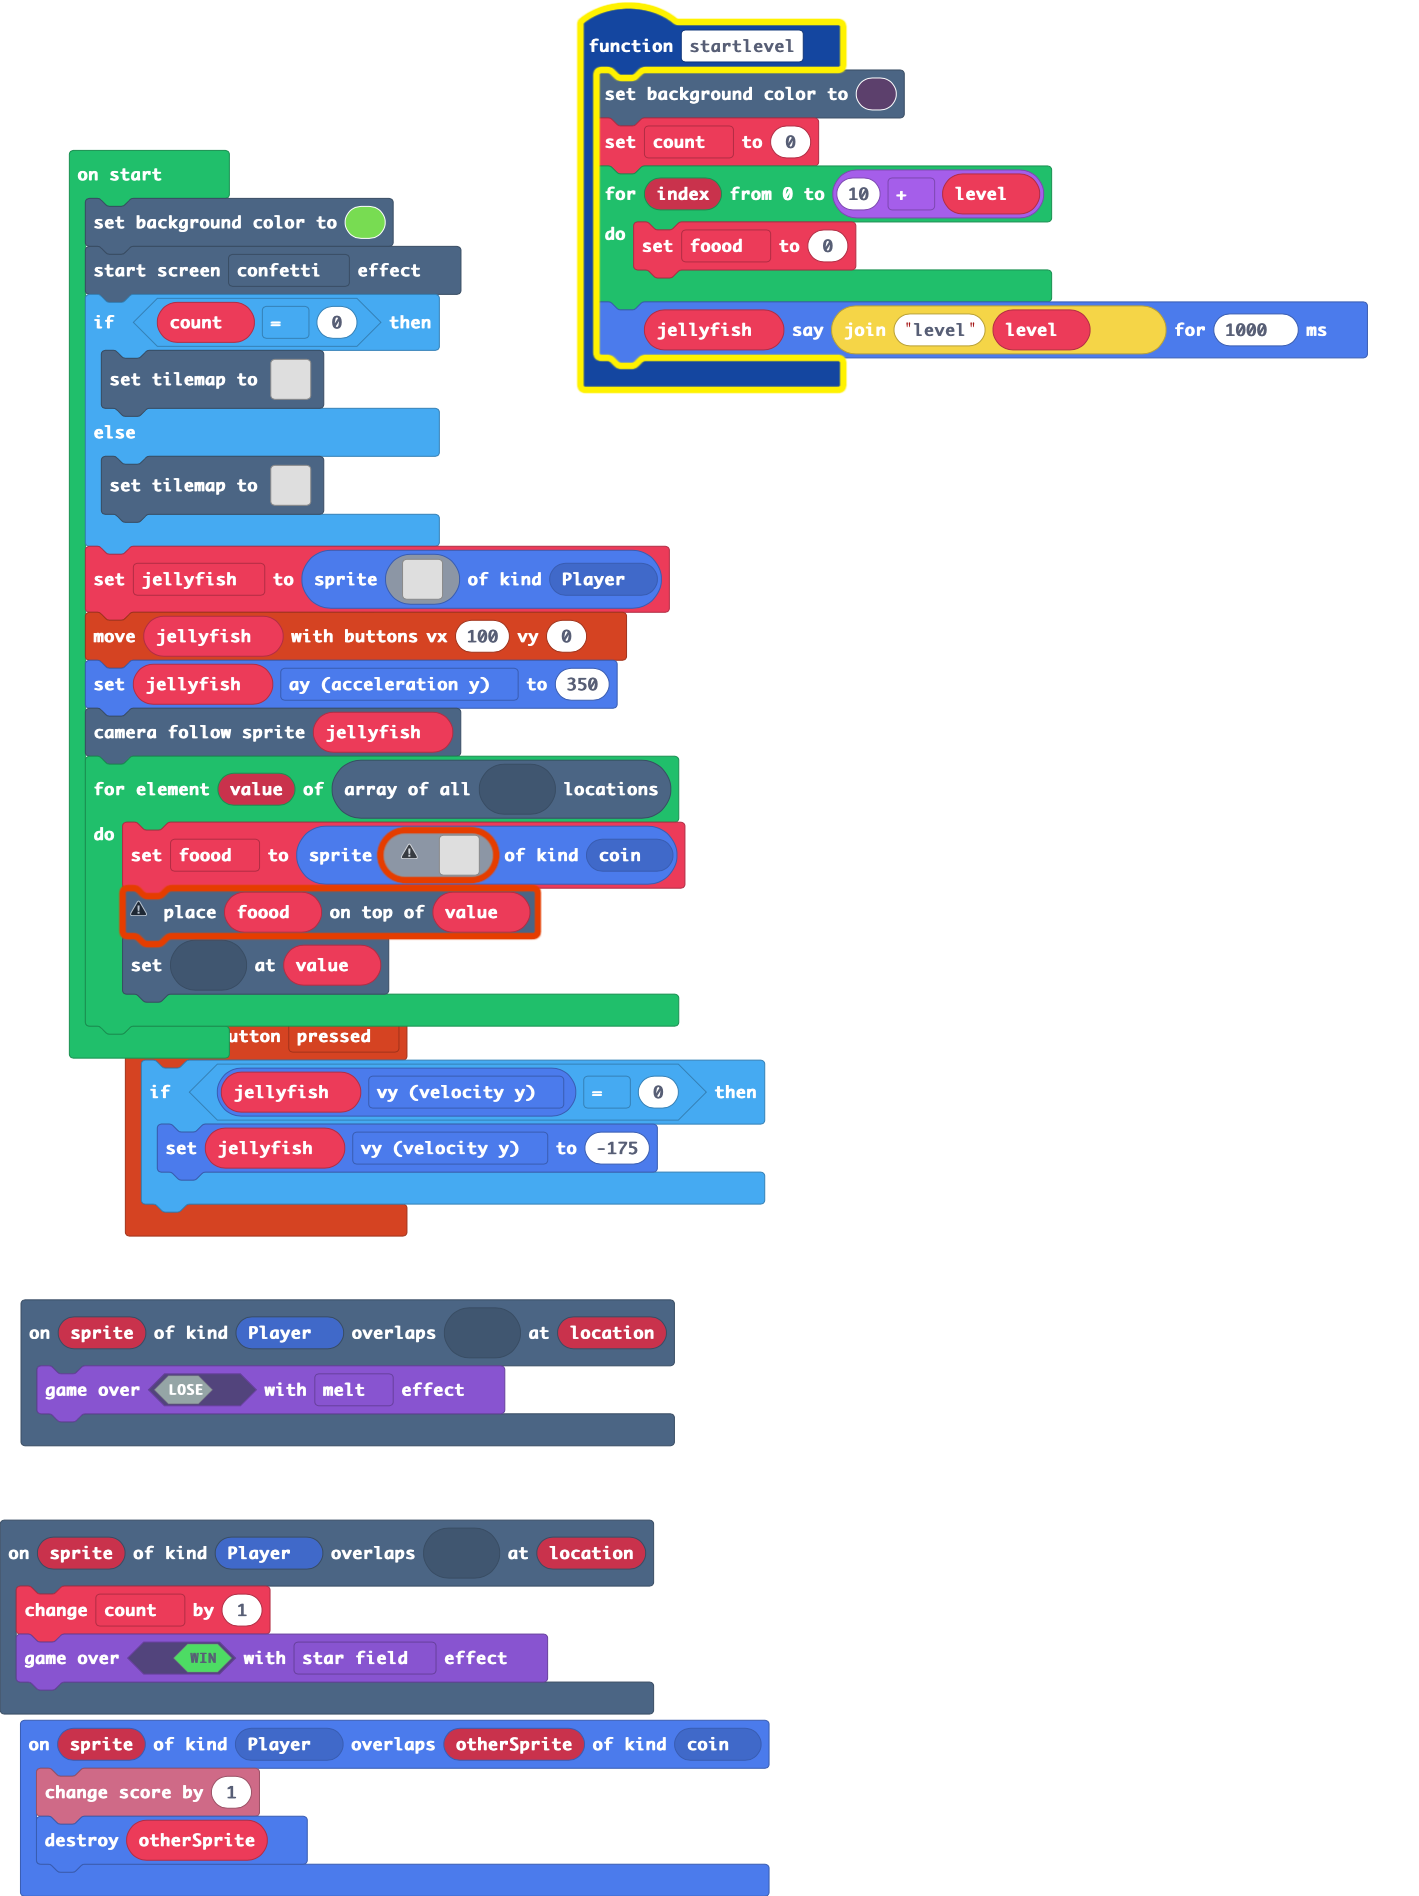 function startlevel
set background color to
set count to 0
for index from 0 to 10 + level
do set foood to 0
jellyfish say join "level" level for 1000 ms
on start
set background color to
start screen confetti effect
if count = 0 then
set tilemap to
else
set tilemap to
set jellyfish to sprite of kind Player
move jellyfish with buttons vx 100 vy 0
set jellyfish ay (acceleration y) to 350
camera follow sprite jellyfish
for element value of array of all locations
do
set foood to sprite of kind coin
place foood on top of value
set at value
utton pressed
if jellyfish vy (velocity y) = 0 then
set jellyfish vy (velocity y) to -175
on sprite of kind Player overlaps at location
game over LOSE with melt effect
on sprite of kind Player overlaps at location
change count by 1
game over WIN with star field effect
on sprite of kind Player overlaps otherSprite of kind coin
change score by 1
destroy otherSprite